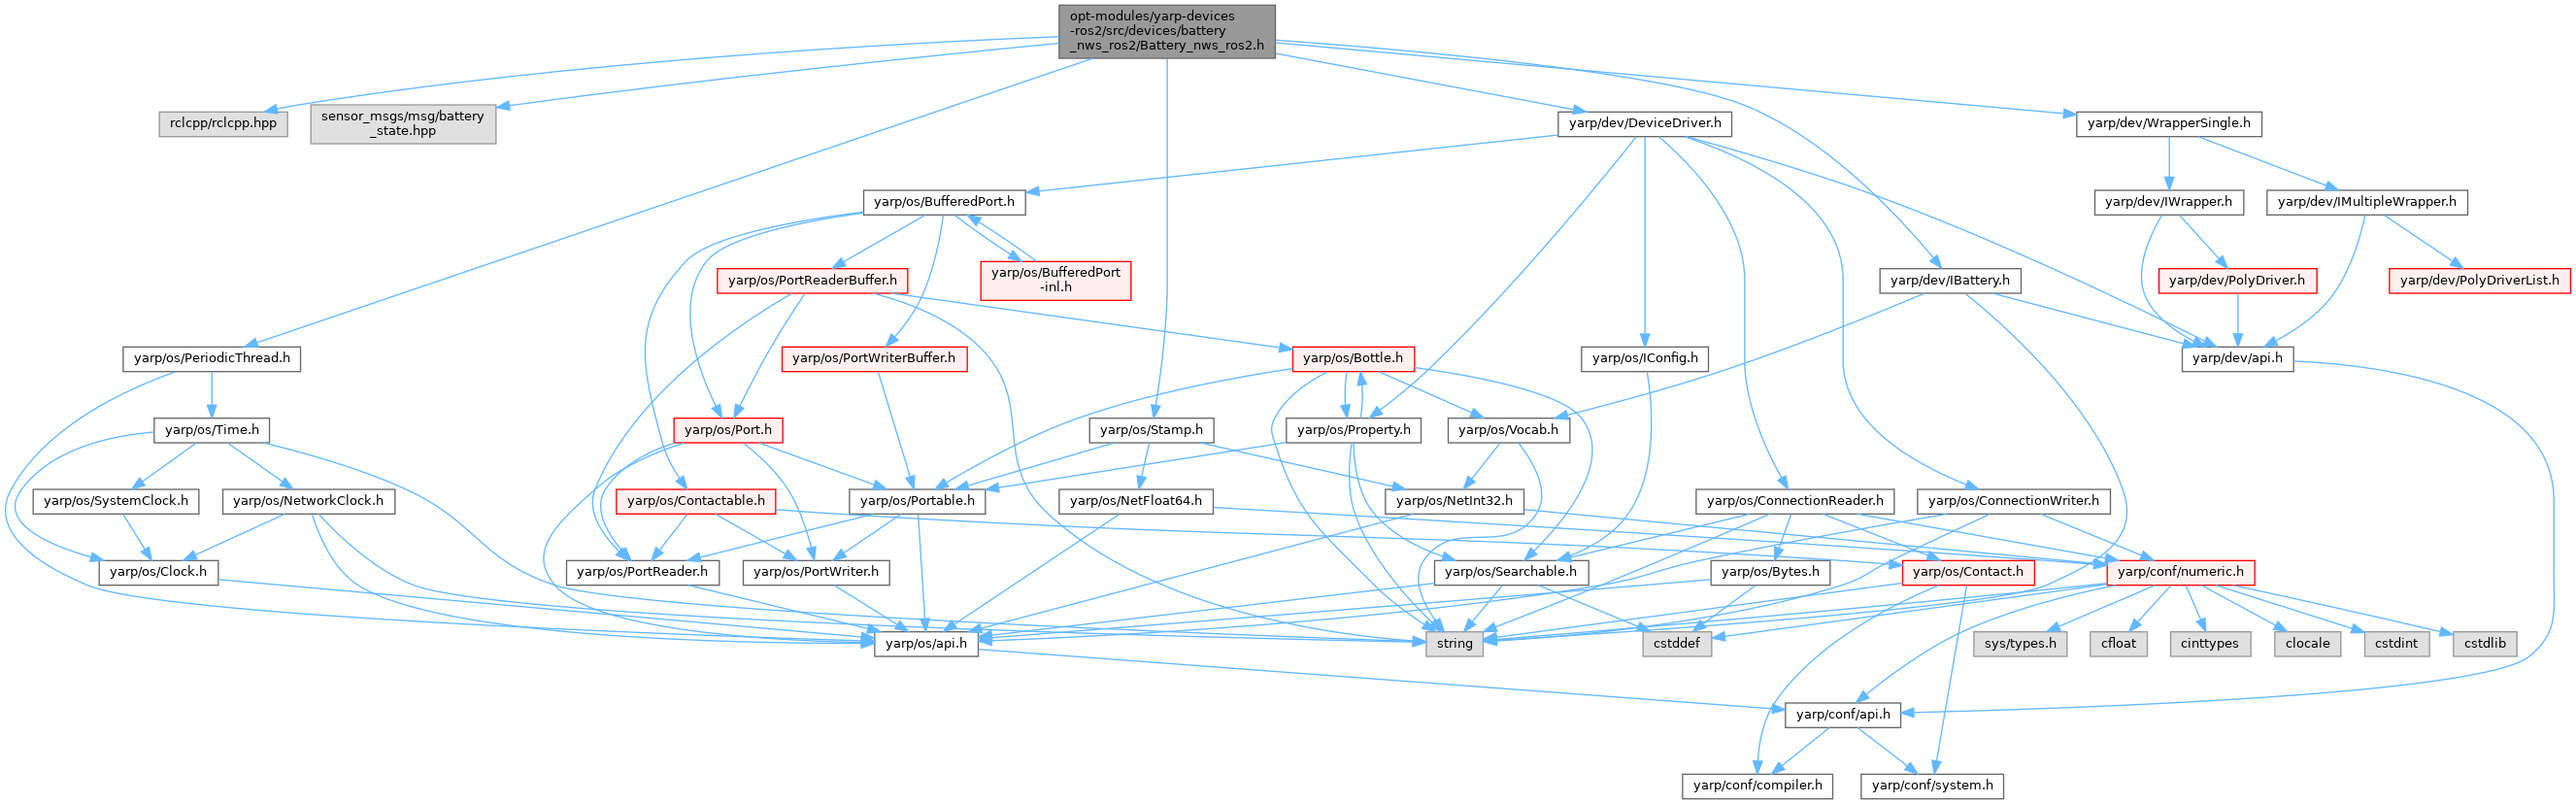 opt-modules/yarp-devices
-ros2/src/devices/battery
_nws_ros2/Battery_nws_ros2.h
rclcpp/rclcpp.hpp
sensor_msgs/msg/battery
_state.hpp
yarp/dev/DeviceDriver.h
yarp/dev/WrapperSingle.h
yarp/os/BufferedPort.h
yarp/dev/IWrapper.h
yarp/dev/IMultipleWrapper.h
yarp/os/PortReaderBuffer.h
yarp/os/BufferedPort
-inl.h
yarp/dev/IBattery.h
yarp/dev/PolyDriver.h
yarp/dev/PolyDriverList.h
yarp/os/PeriodicThread.h
yarp/os/PortWriterBuffer.h
yarp/os/Bottle.h
yarp/os/IConfig.h
yarp/dev/api.h
yarp/os/Time.h
yarp/os/Port.h
yarp/os/Stamp.h
yarp/os/Property.h
yarp/os/Vocab.h
yarp/os/SystemClock.h
yarp/os/NetworkClock.h
yarp/os/Contactable.h
yarp/os/Portable.h
yarp/os/NetFloat64.h
yarp/os/NetInt32.h
yarp/os/ConnectionReader.h
yarp/os/ConnectionWriter.h
yarp/os/Clock.h
yarp/os/PortReader.h
yarp/os/PortWriter.h
yarp/os/Searchable.h
yarp/os/Bytes.h
yarp/os/Contact.h
yarp/conf/numeric.h
yarp/os/api.h
string
cstddef
sys/types.h
cfloat
cinttypes
clocale
cstdint
cstdlib
yarp/conf/api.h
yarp/conf/compiler.h
yarp/conf/system.h